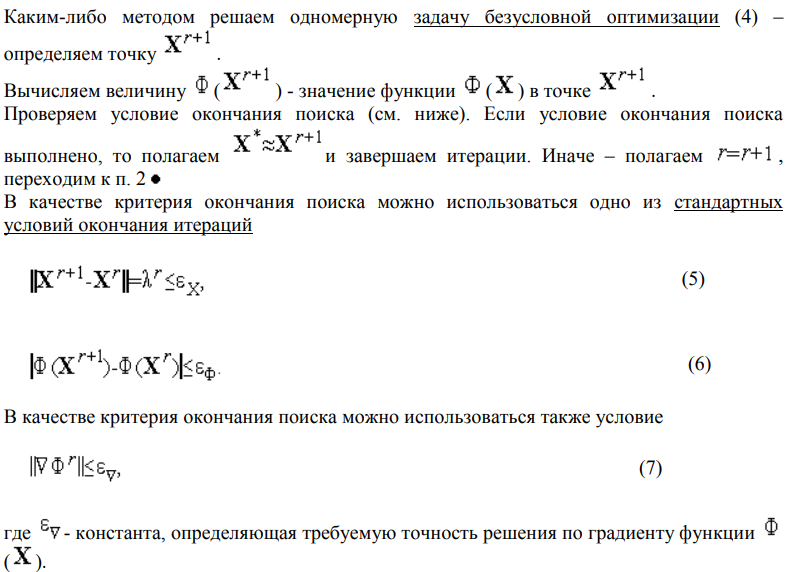 Каким-либо методом решаем одномерную задачу безусловной оптимизации (4) –
определяем точку X^{r+1} .
Вычисляем величину Φ ( X^{r+1} ) - значение функции Φ ( X ) в точке X^{r+1} .
Проверяем условие окончания поиска (см. ниже). Если условие окончания поиска
выполнено, то полагаем X^*≈X^{r+1} и завершаем итерации. Иначе – полагаем r=r+1 ,
переходим к п. 2 ●
В качестве критерия окончания поиска можно использоваться одно из стандартных
условий окончания итераций
‖X^{r+1}-X^r‖=λ^r≤ε_X, (5)
|Φ(X^{r+1})-Φ(X^r)|≤ε_Φ. (6)
В качестве критерия окончания поиска можно использоваться также условие
‖∇Φ^r‖≤ε_∇, (7)
где ε_∇ - константа, определяющая требуемую точность решения по градиенту функции Φ
( X ).